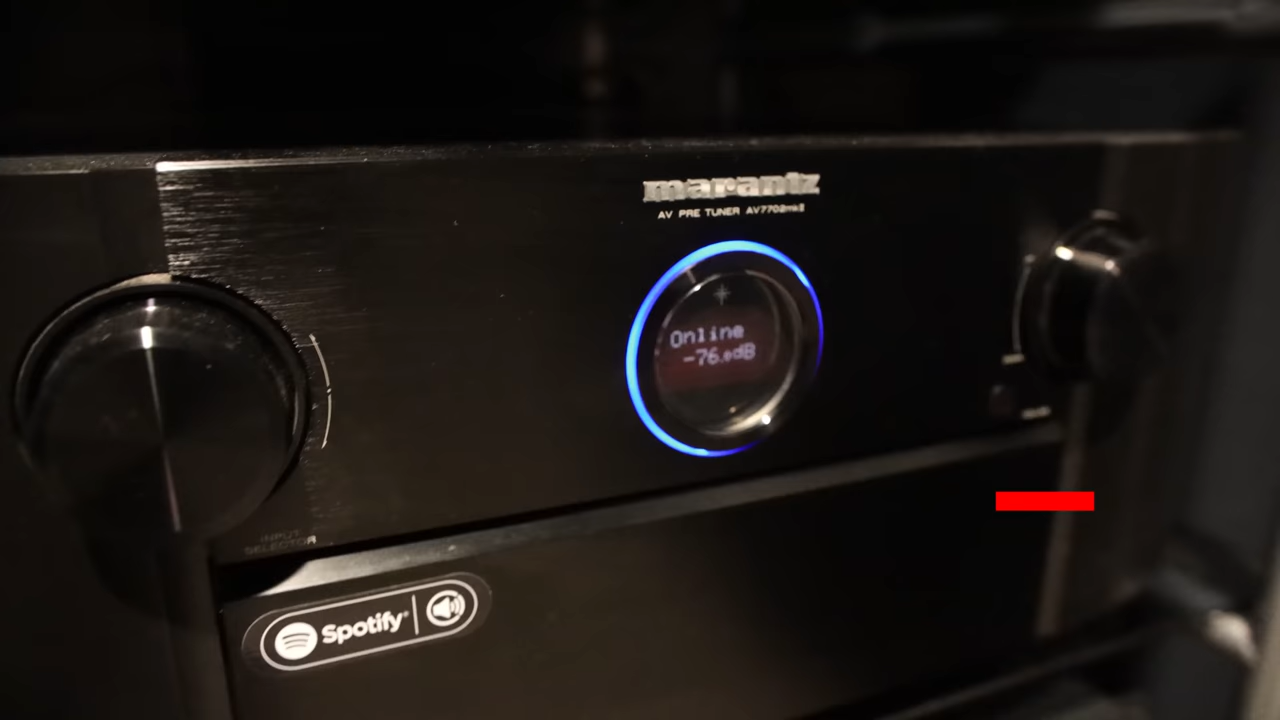 marantz
AV PRE TUNER AV7702mkII
Online
-76.0dB
INPUT
SELECTOR
Spotify